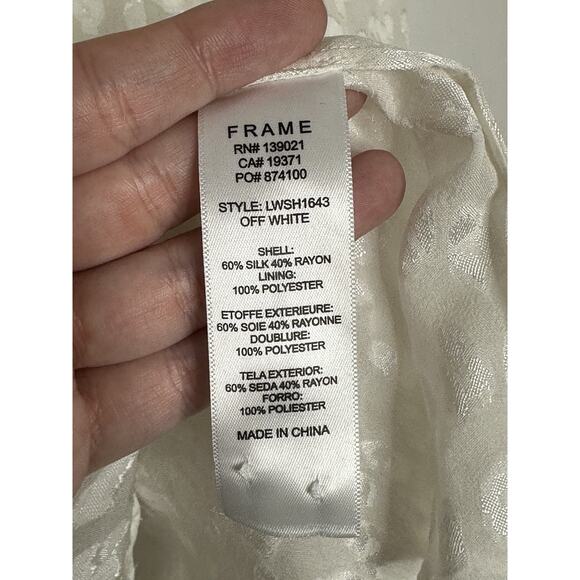 FRAME
RN# 139021
CA# 19371
PO# 874100
STYLE: LWSH1643
OFF WHITE
SHELL:
60% SILK 40% RAYON
LINING:
100% POLYESTER
ETOFFE EXTERIEURE:
60% SOIE 40% RAYONNE
DOUBLURE:
100% POLYESTER
TELA EXTERIOR:
60% SEDA 40% RAYON
FORRO:
100% POLIESTER
MADE IN CHINA